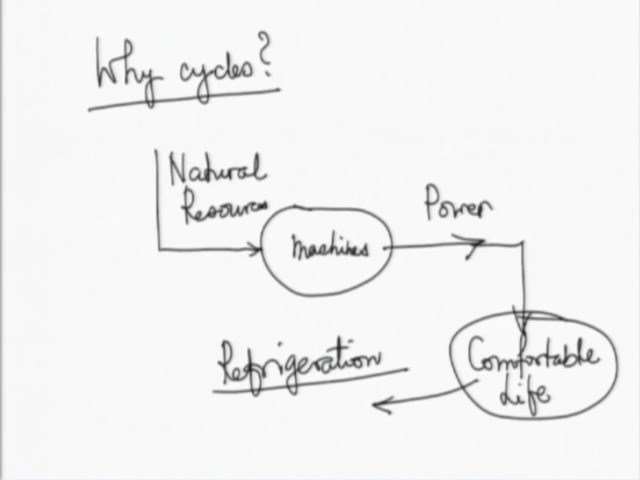 Why cycles?
Natural
Resources
Machines
Power
Comfortable
Life
Refrigeration